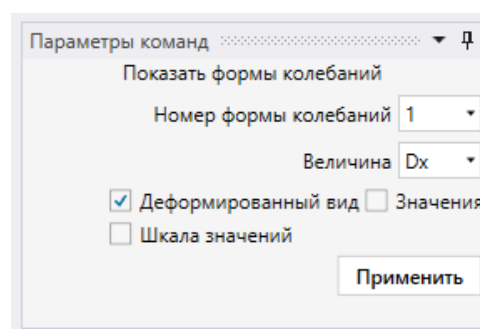 Параметры команд
Показать формы колебаний
Номер формы колебаний 1
Величина Dx
Деформированный вид Значения
Шкала значений
Применить